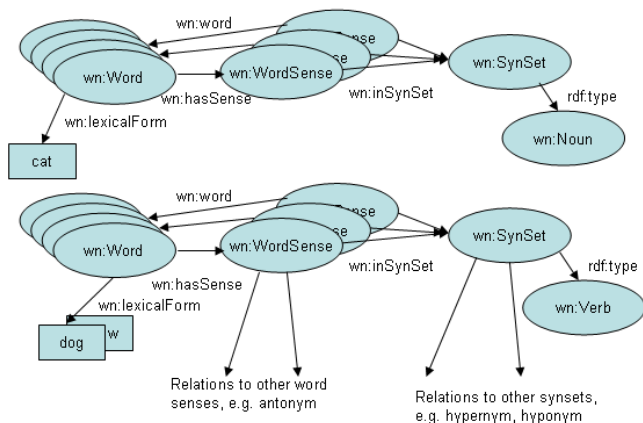 wn:word
wn:SynSet
wn:Word
wn:WordSense
rdf:type
wn:hasSense
wn:inSynSet
wn:lexicalForm
wn:Noun
cat
wn:word
wn:SynSet
wn:Word
wn:WordSense
wn:hasSense
wn:inSynSet
rdf:type
wn:lexicalForm
wn:Verb
dog
Relations to other word
senses, e.g. antonym
Relations to other synsets,
e.g. hypernym, hyponym